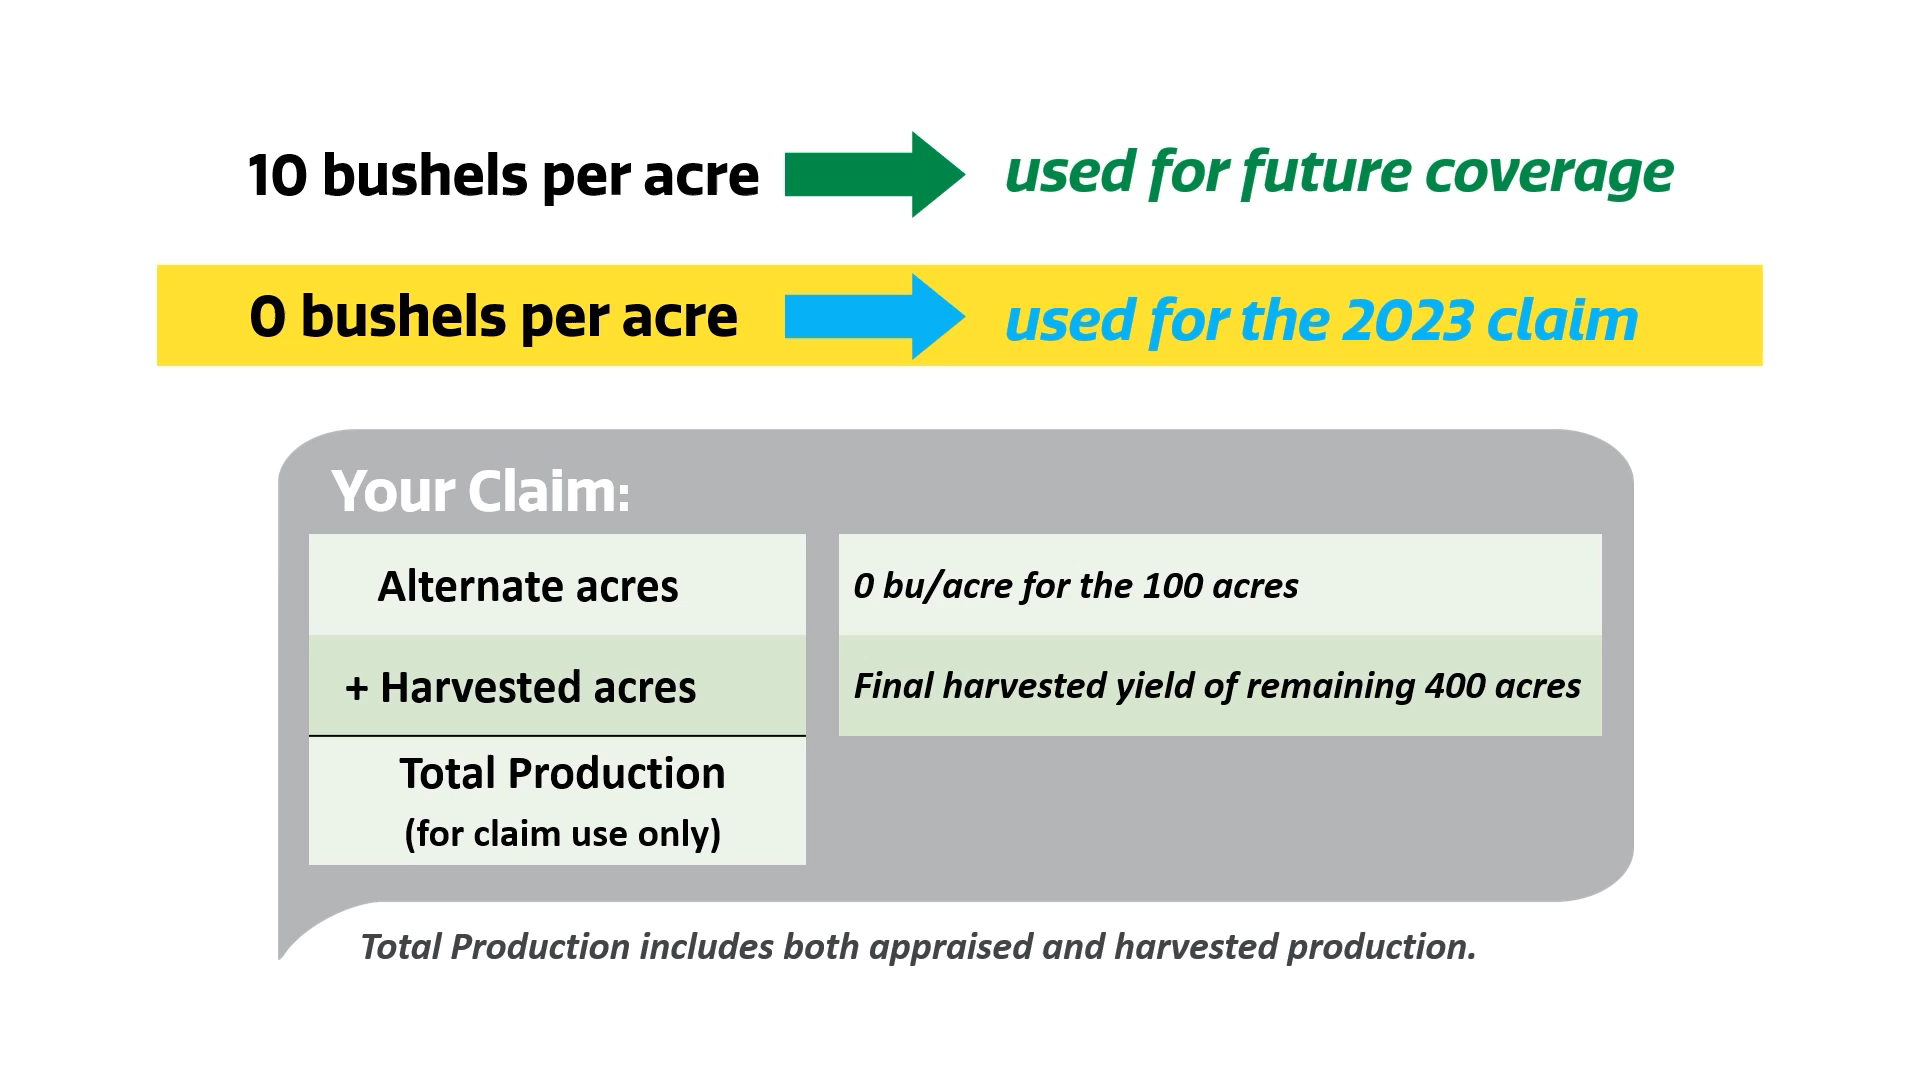 10 bushels per acre used for future coverage
0 bushels per acre used for the 2023 claim
Your Claim:
Alternate acres 0 bu/acre for the 100 acres
+ Harvested acres Final harvested yield of remaining 400 acres
Total Production
(for claim use only)
Total Production includes both appraised and harvested production.